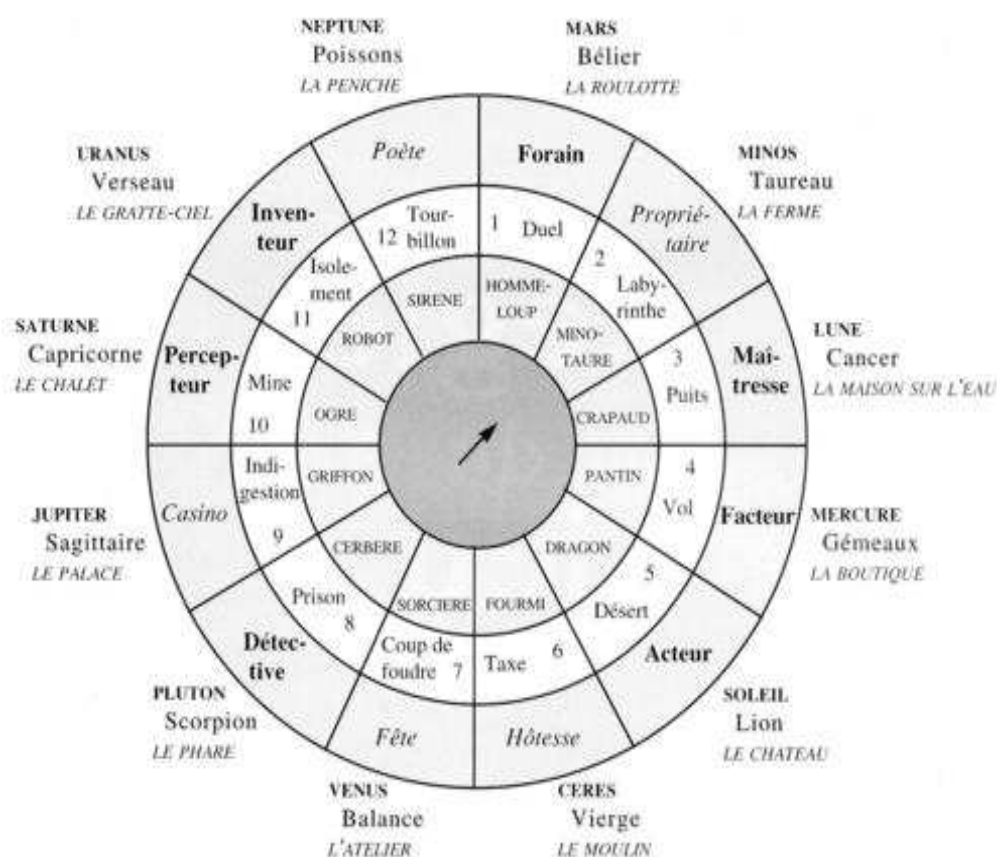 NEPTUNE
Poissons
LA PENICHE
MARS
Bélier
LA ROULOTTE
URANUS
Verseau
LE GRATTE-CIEL
MINOS
Taureau
LA FERME
SATURNE
Capricorne
LE CHALET
LUNE
Cancer
LA MAISON SUR L'EAU
JUPITER
Sagittaire
LE PALACE
MERCURE
Gémeaux
LA BOUTIQUE
PLUTON
Scorpion
LE PHARE
SOLEIL
Lion
LE CHATEAU
VENUS
Balance
L'ATELIER
CERES
Vierge
LE MOULIN
Poète
Forain
Proprié-
taire
Maî-
tresse
Facteur
Acteur
Hôtesse
Fête
Détec-
tive
Casino
Percep-
teur
Inven-
teur
1 Duel
2
Laby-
rinthe
3
Puits
4
Vol
5
Désert
Taxe 6
Coup de
foudre 7
Prison
8
Indi-
gestion
9
Mine
10
Isole-
ment
11
Tour-
12 billon
HOMME-
LOUP
MINO-
TAURE
CRAPAUD
PANTIN
DRAGON
FOURMI
SORCIERE
CERBERE
GRIFFON
OGRE
ROBOT
SIRENE